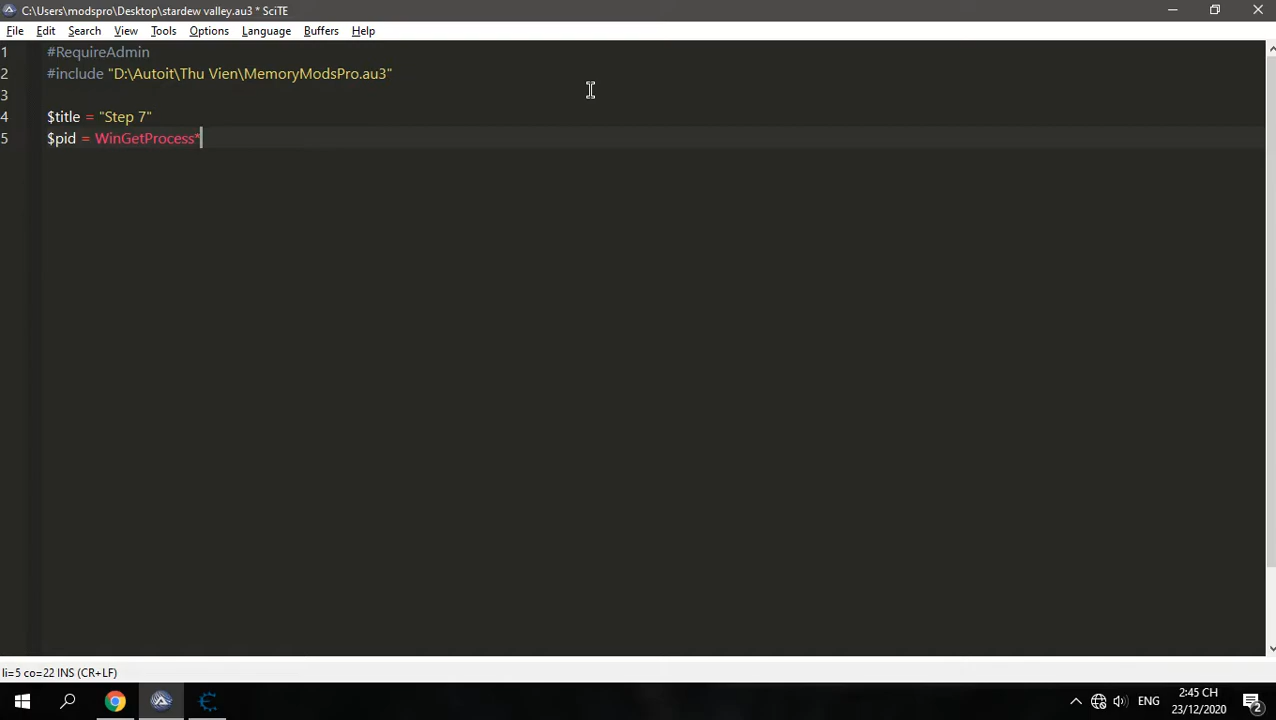 C:\Users\modspro\Desktop\stardew valley.au3 * SciTE
File Edit Search View Tools Options Language Buffers Help
1 #RequireAdmin
2 #include "D:\Autoit\Thu Vien\MemoryModsPro.au3"
3
4 $title = "Step 7"
5 $pid = WinGetProcess*
li=5 co=22 INS (CR+LF)
ENG
2:45 CH
23/12/2020
2